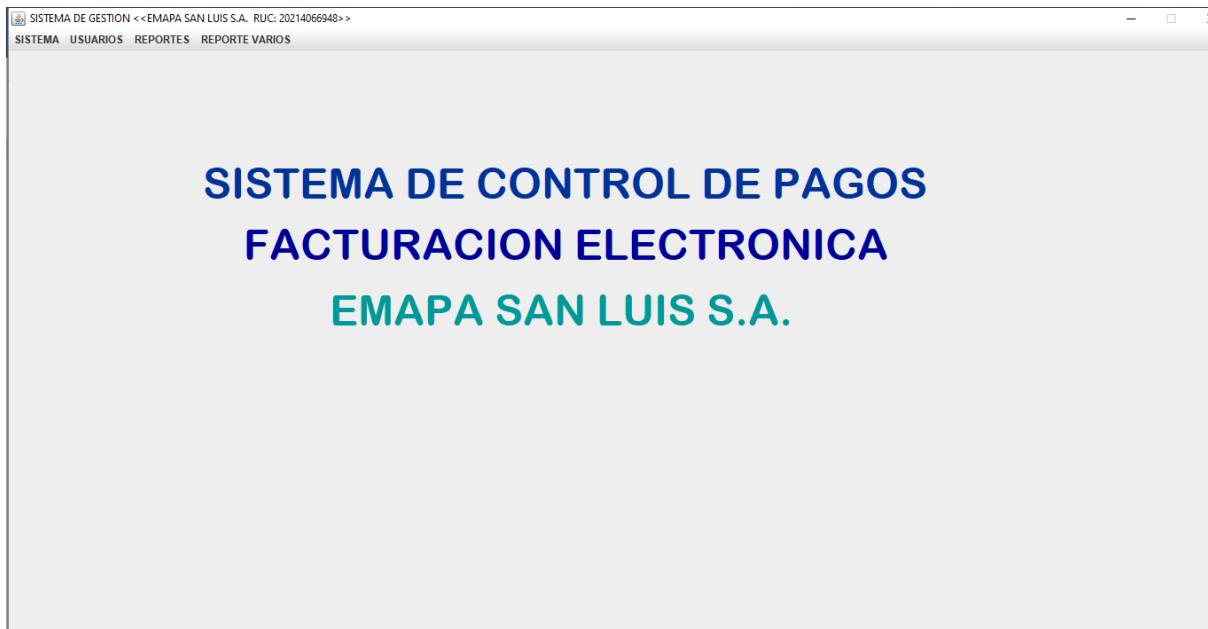 SISTEMA DE GESTION <<EMAPA SAN LUIS S.A. RUC: 20214066948>>
SISTEMA USUARIOS REPORTES REPORTE VARIOS
SISTEMA DE CONTROL DE PAGOS
FACTURACION ELECTRONICA
EMAPA SAN LUIS S.A.